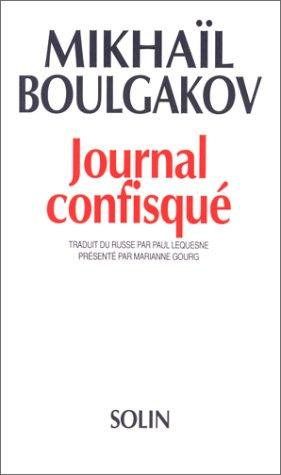 MIKHAÏL
BOULGAKOV
Journal
confisqué
TRADUIT DU RUSSE PAR PAUL LEQUESNE
PRÉSENTÉ PAR MARIANNE GOURG
SOLIN